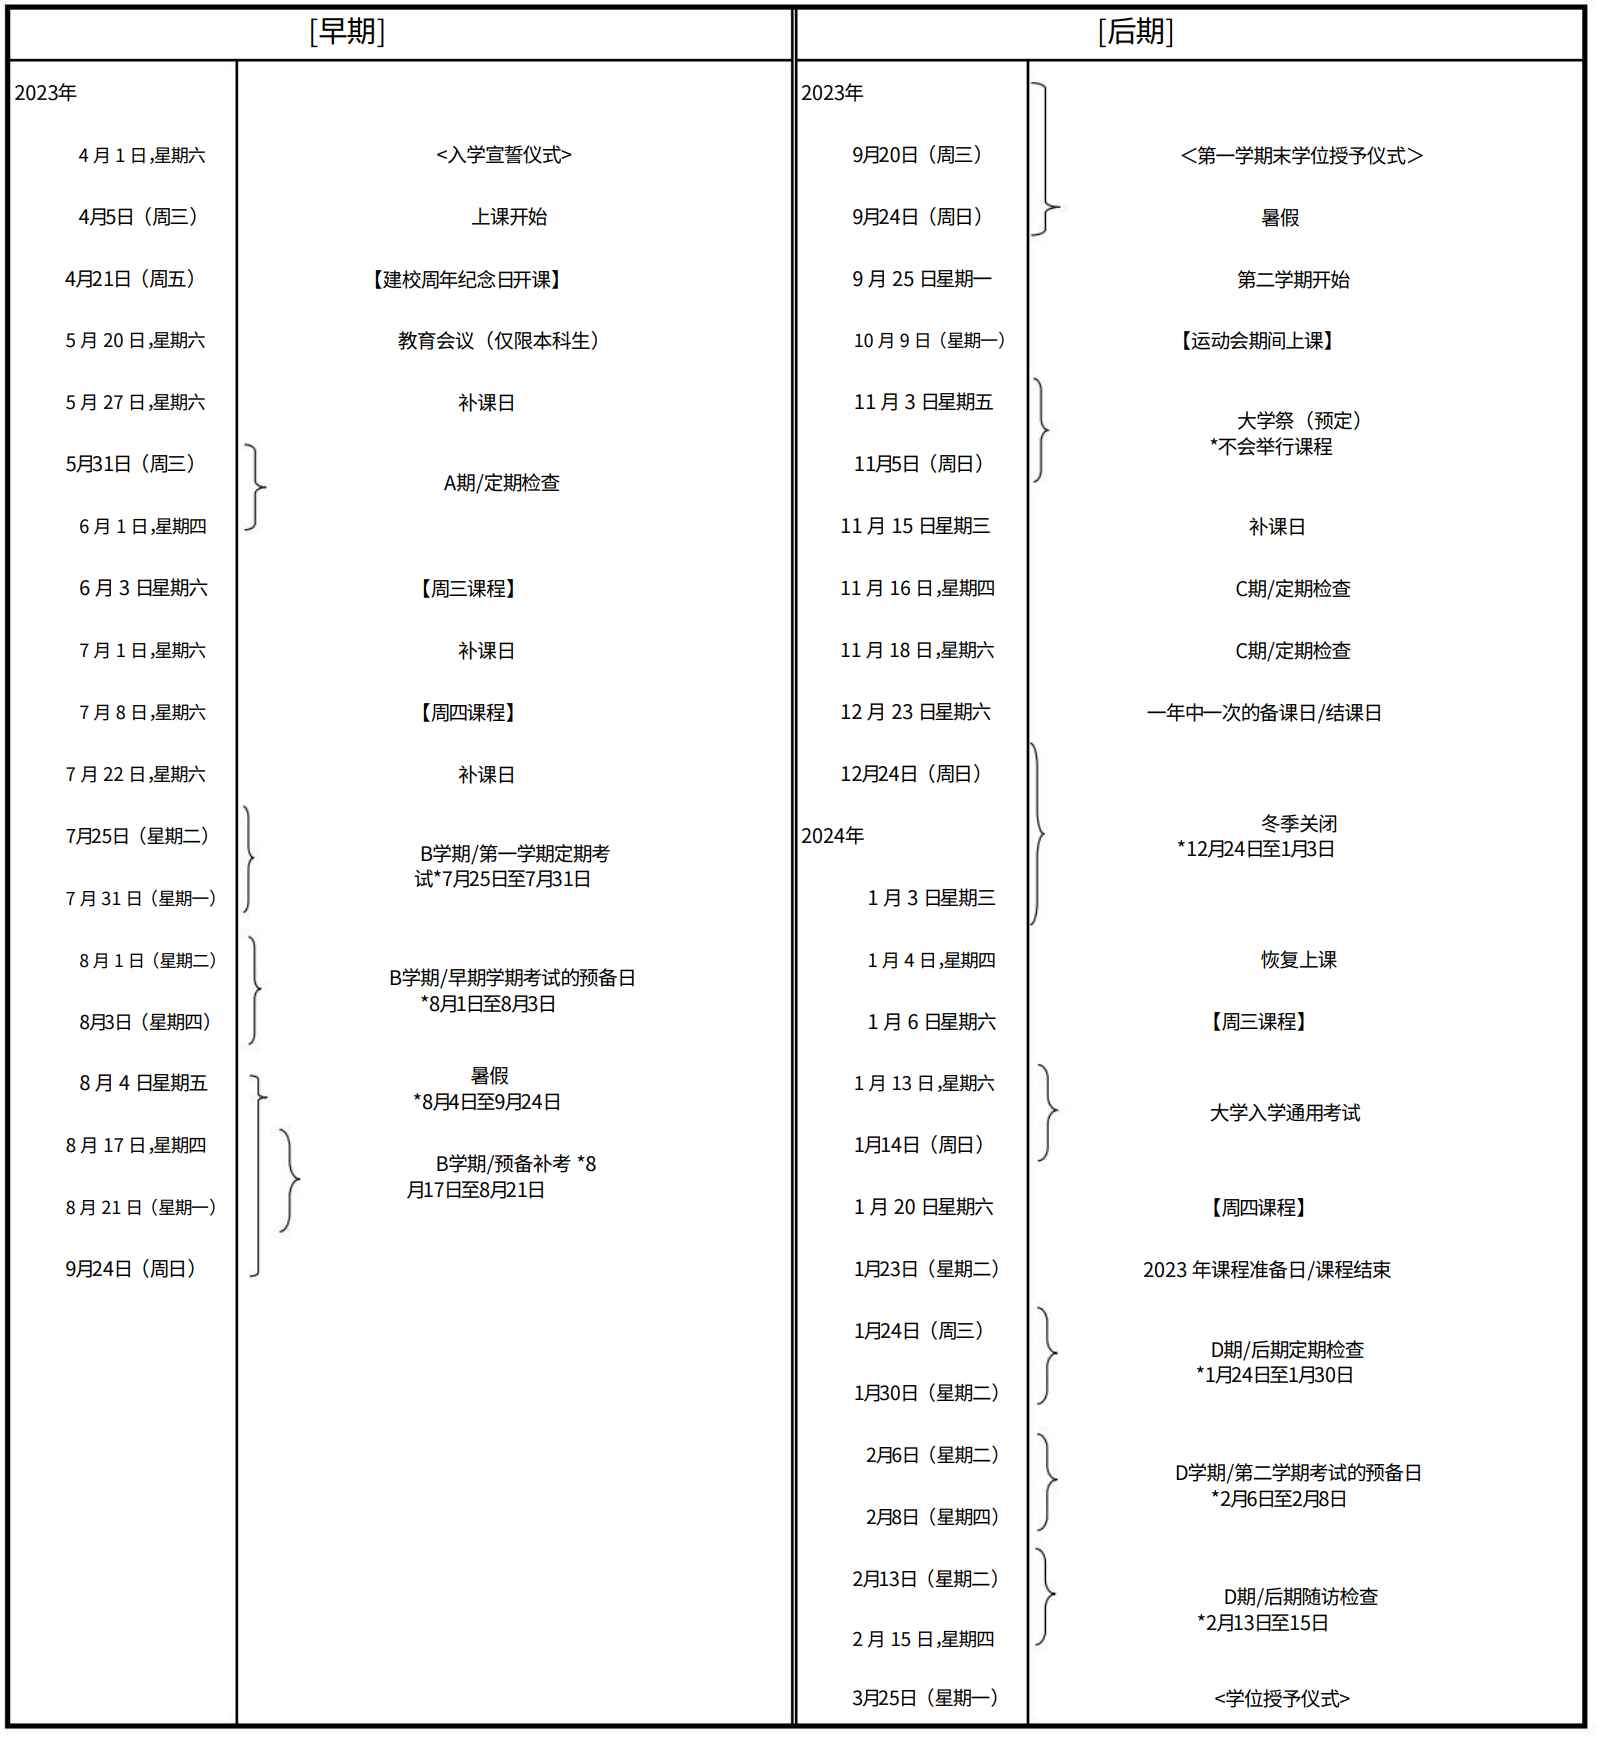 [早期]
2023年
4 月 1 日 ,星期六 <入学宣誓仪式>
4月5日（周三） 上课开始
4月21日（周五） 【建校周年纪念日开课】
5 月 20 日 ,星期六 教育会议（仅限本科生）
5 月 27 日 ,星期六 补课日
5月31日（周三）
A期/定期检查
6 月 1 日 ,星期四
6 月 3 日星期六 【周三课程】
7 月 1 日 ,星期六 补课日
7 月 8 日 ,星期六 【周四课程】
7 月 22 日 ,星期六 补课日
7月25日（星期二）
B学期/第一学期定期考
试*7月25日至7月31日
7 月 31 日（星期一）
8 月 1 日（星期二）
B学期/早期学期考试的预备日
*8月1日至8月3日
8月3日（星期四）
8 月 4 日星期五
暑假
*8月4日至9月24日
8 月 17 日 ,星期四
B学期/预备补考 *8
月17日至8月21日
8 月 21 日（星期一）
9月24日（周日）
[后期]
2023年
9月20日（周三） ＜第一学期末学位授予仪式＞
9月24日（周日） 暑假
9 月 25 日星期一 第二学期开始
10 月 9 日（星期一） 【运动会期间上课】
11 月 3 日星期五
大学祭（预定）
*不会举行课程
11月5日（周日）
11 月 15 日星期三 补课日
11 月 16 日 ,星期四 C期/定期检查
11 月 18 日 ,星期六 C期/定期检查
12 月 23 日星期六 一年中一次的备课日/结课日
12月24日（周日）
冬季关闭
2024年
*12月24日至1月3日
1 月 3 日星期三
1 月 4 日 ,星期四 恢复上课
1 月 6 日星期六 【周三课程】
1 月 13 日 ,星期六
大学入学通用考试
1月14日（周日）
1 月 20 日星期六 【周四课程】
1月23日（星期二） 2023 年课程准备日/课程结束
1月24日（周三）
D期/后期定期检查
*1月24日至1月30日
1月30日（星期二）
2月6日（星期二）
D学期/第二学期考试的预备日
*2月6日至2月8日
2月8日（星期四）
2月13日（星期二）
D期/后期随访检查
*2月13日至15日
2 月 15 日 ,星期四
3月25日（星期一） <学位授予仪式>